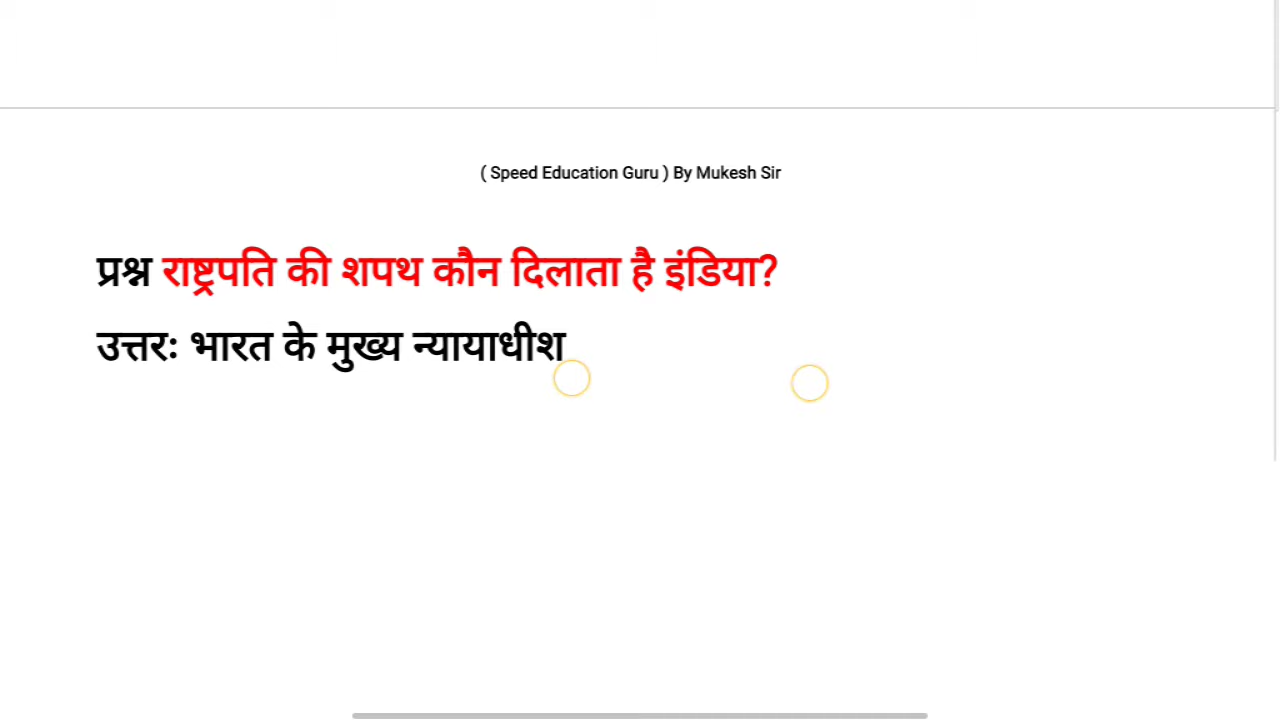 ( Speed Education Guru ) By Mukesh Sir
प्रश्न राष्ट्रपति की शपथ कौन दिलाता है इंडिया?
उत्तरः भारत के मुख्य न्यायाधीश